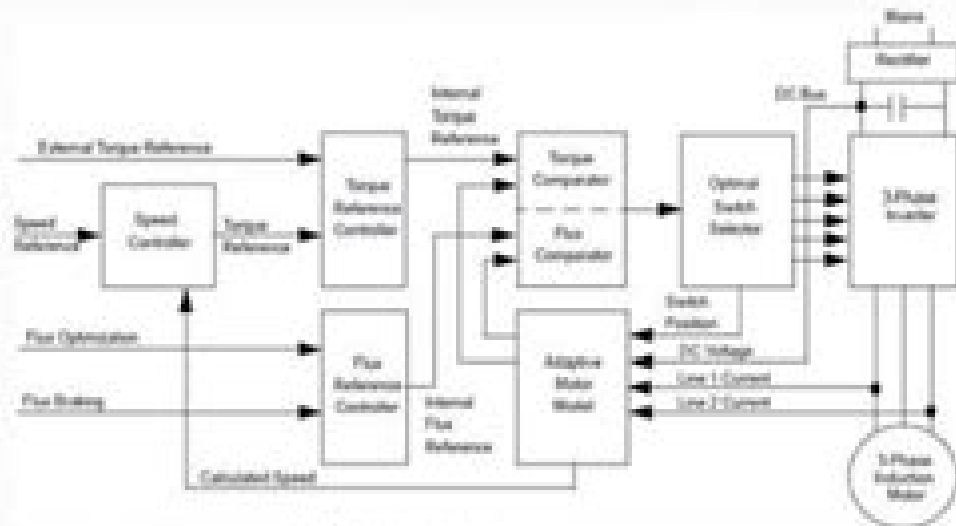 Mains
Rectifier
DC Bus
Internal
Torque
Reference
External Torque Reference
Torque
Reference
Controller
Torque
Comparator
Flux
Comparator
Optimal
Switch
Selector
3-Phase
Inverter
Speed
Reference
Speed
Controller
Torque
Reference
Switch
Position
DC Voltage
Line 1 Current
Line 2 Current
Flux Optimization
Flux Braking
Flux
Reference
Controller
Internal
Flux
Reference
Adaptive
Motor
Model
Calculated Speed
3-Phase
Induction
Motor